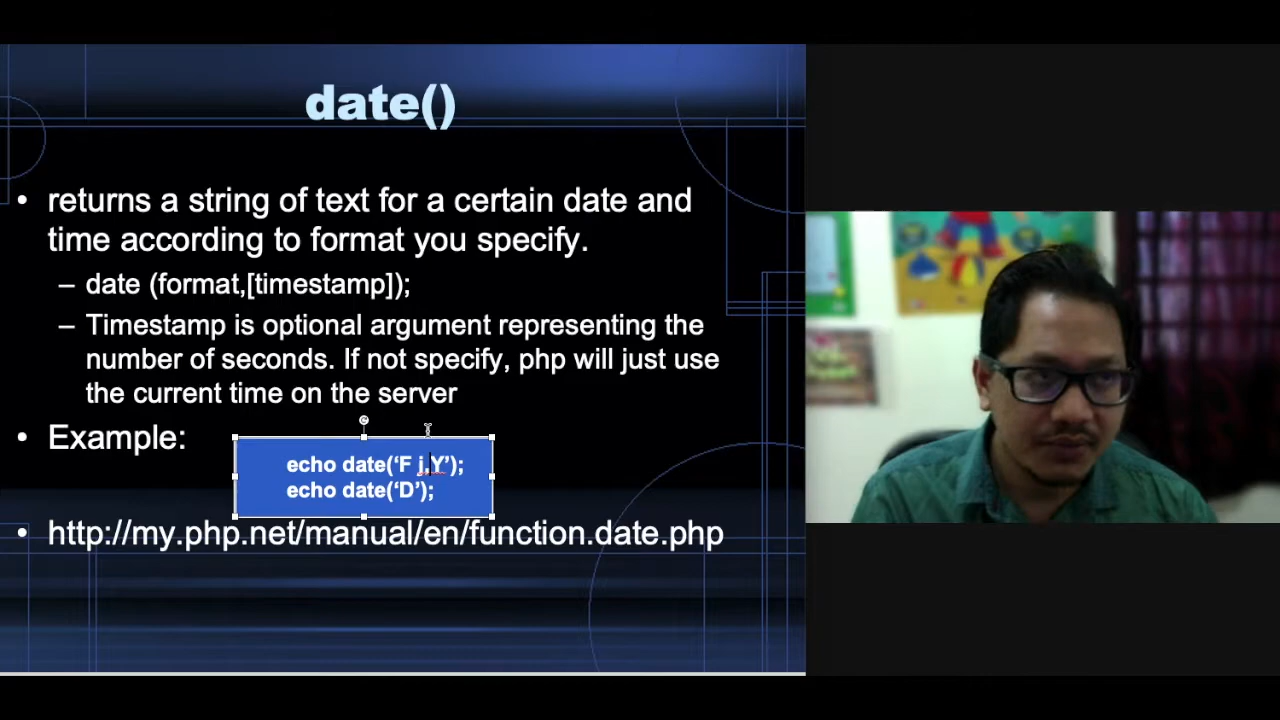 date()
• returns a string of text for a certain date and
time according to format you specify.
– date (format,[timestamp]);
– Timestamp is optional argument representing the
number of seconds. If not specify, php will just use
the current time on the server
• Example:
echo date(‘F j,Y’);
echo date(‘D’);
• http://my.php.net/manual/en/function.date.php